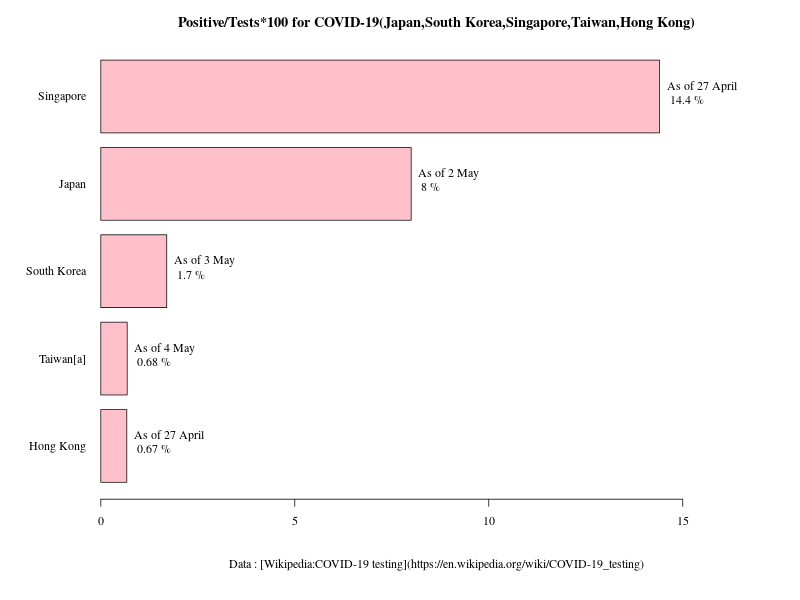 Positive/Tests*100 for COVID-19(Japan,South Korea,Singapore,Taiwan,Hong Kong)
Singapore
As of 27 April
14.4 %
Japan
As of 2 May
8 %
South Korea
As of 3 May
1.7 %
Taiwan[a]
As of 4 May
0.68 %
Hong Kong
As of 27 April
0.67 %
0 5 10 15
Data : [Wikipedia:COVID-19 testing](https://en.wikipedia.org/wiki/COVID-19_testing)